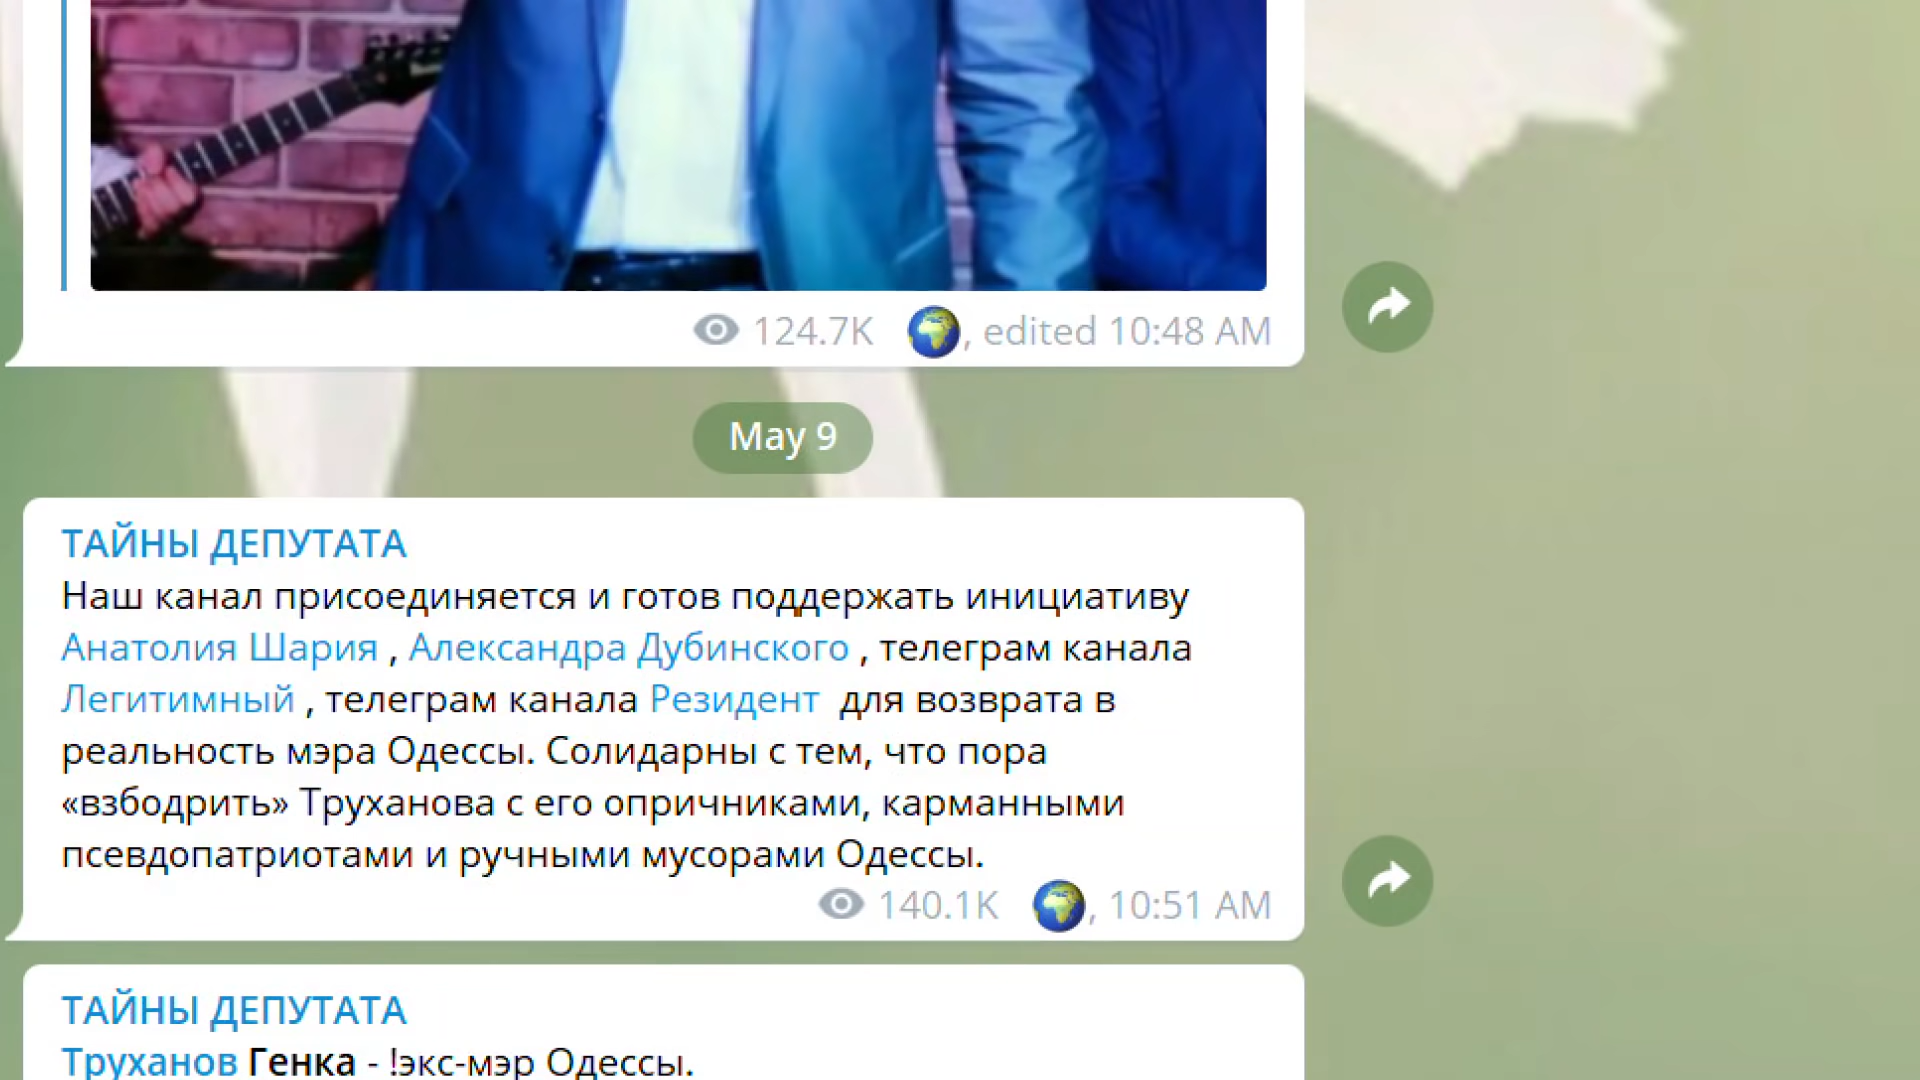 124.7K , edited 10:48 AM
May 9
ТАЙНЫ ДЕПУТАТА
Наш канал присоединяется и готов поддержать инициативу
Анатолия Шария , Александра Дубинского , телеграм канала
Легитимный , телеграм канала Резидент для возврата в
реальность мэра Одессы. Солидарны с тем, что пора
«взбодрить» Труханова с его опричниками, карманными
псевдопатриотами и ручными мусорами Одессы.
140.1K , 10:51 AM
ТАЙНЫ ДЕПУТАТА
Труханов Генка - !экс-мэр Одессы.